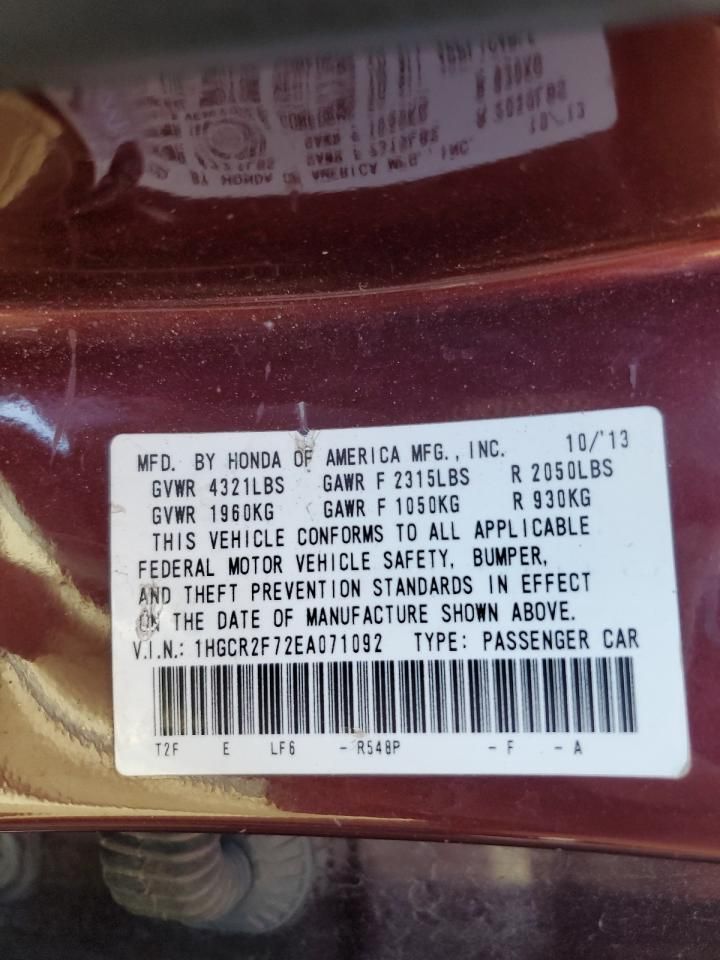 MFD. BY HONDA OF AMERICA MFG., INC. 10/'13
GVWR 4321LBS GAWR F 2315LBS R 2050LBS
GVWR 1960KG GAWR F 1050KG R 930KG
THIS VEHICLE CONFORMS TO ALL APPLICABLE
FEDERAL MOTOR VEHICLE SAFETY, BUMPER,
AND THEFT PREVENTION STANDARDS IN EFFECT
ON THE DATE OF MANUFACTURE SHOWN ABOVE.
V.I.N.: 1HGCR2F72EA071092 TYPE: PASSENGER CAR
T2F E LF6 - R548P - F - A